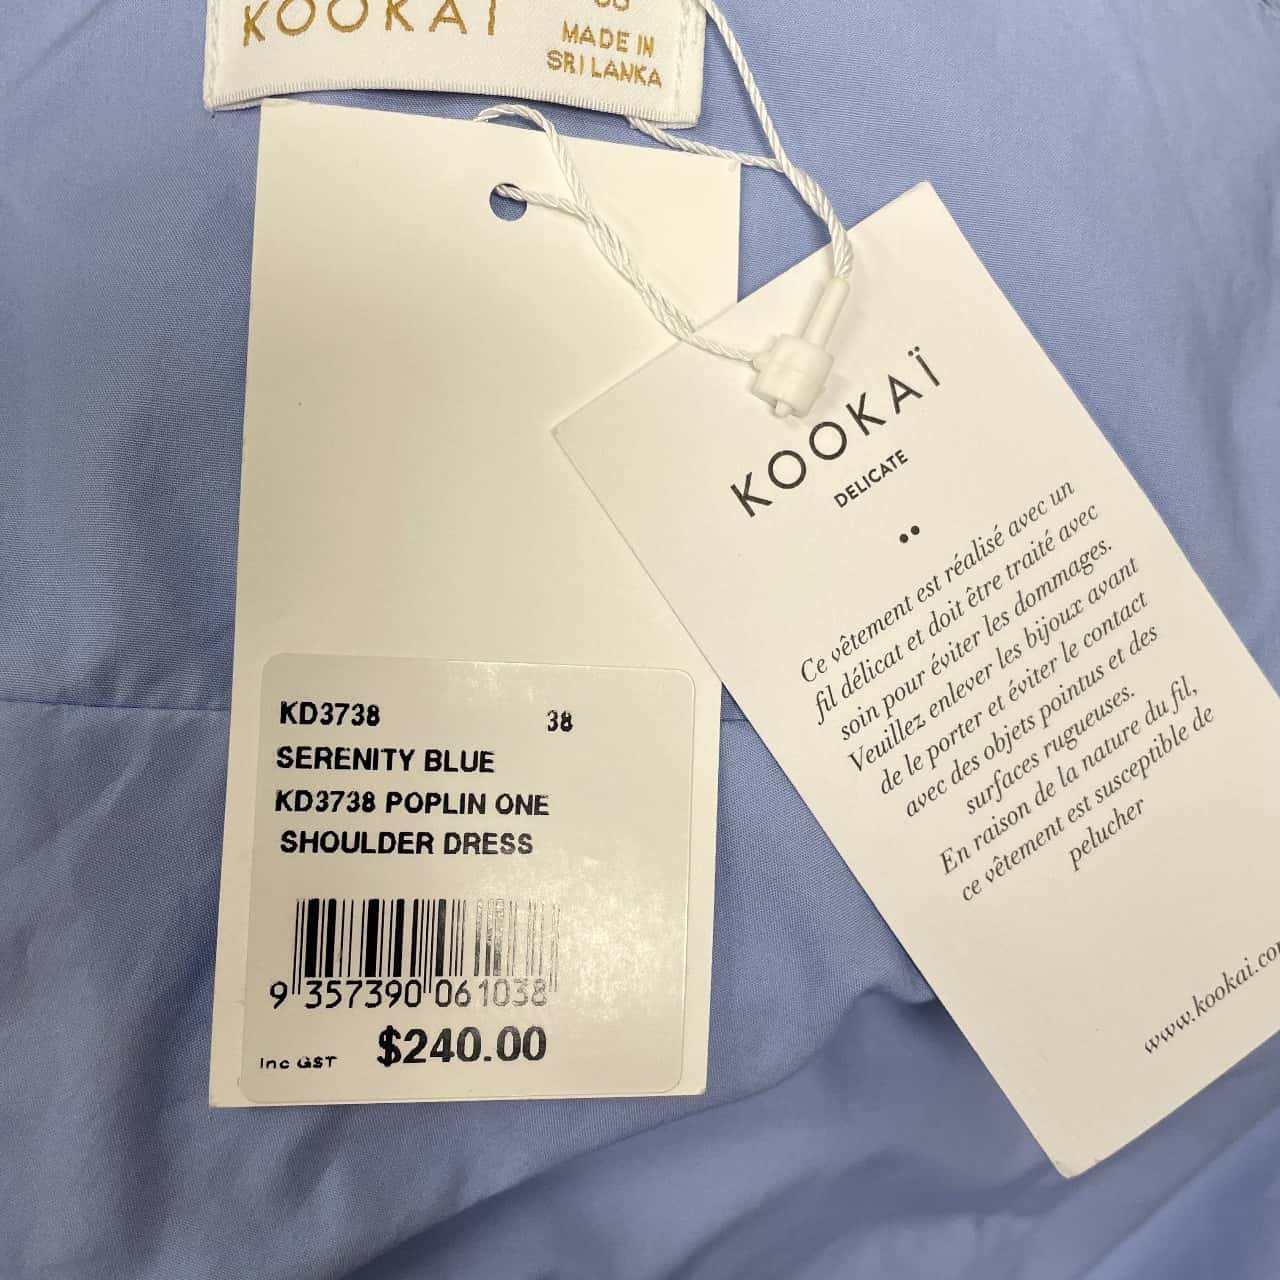 KOOKAÏ
MADE IN
SRI LANKA
KD3738 38
SERENITY BLUE
KD3738 POPLIN ONE
SHOULDER DRESS
9 357390 061038
Inc GST $240.00
KOOKAÏ
DELICATE
Ce vêtement est réalisé avec un
fil délicat et doit être traité avec
soin pour éviter les dommages.
Veuillez enlever les bijoux avant
de le porter et éviter le contact
avec des objets pointus et des
surfaces rugueuses.
En raison de la nature du fil,
ce vêtement est susceptible de
pelucher
www.kookai.co